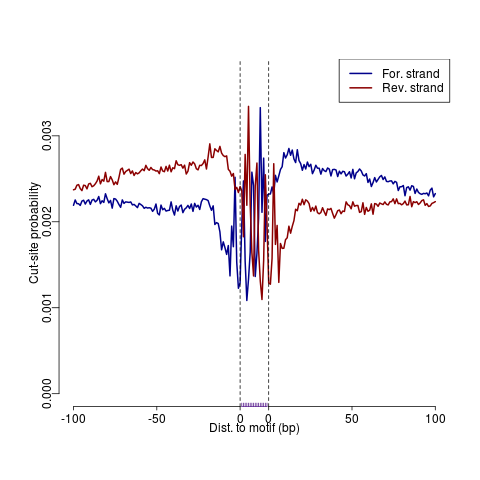 For. strand
Rev. strand
Cut-site probability
0.003
0.002
0.001
0.000
-100 -50 0 0 50 100
Dist. to motif (bp)